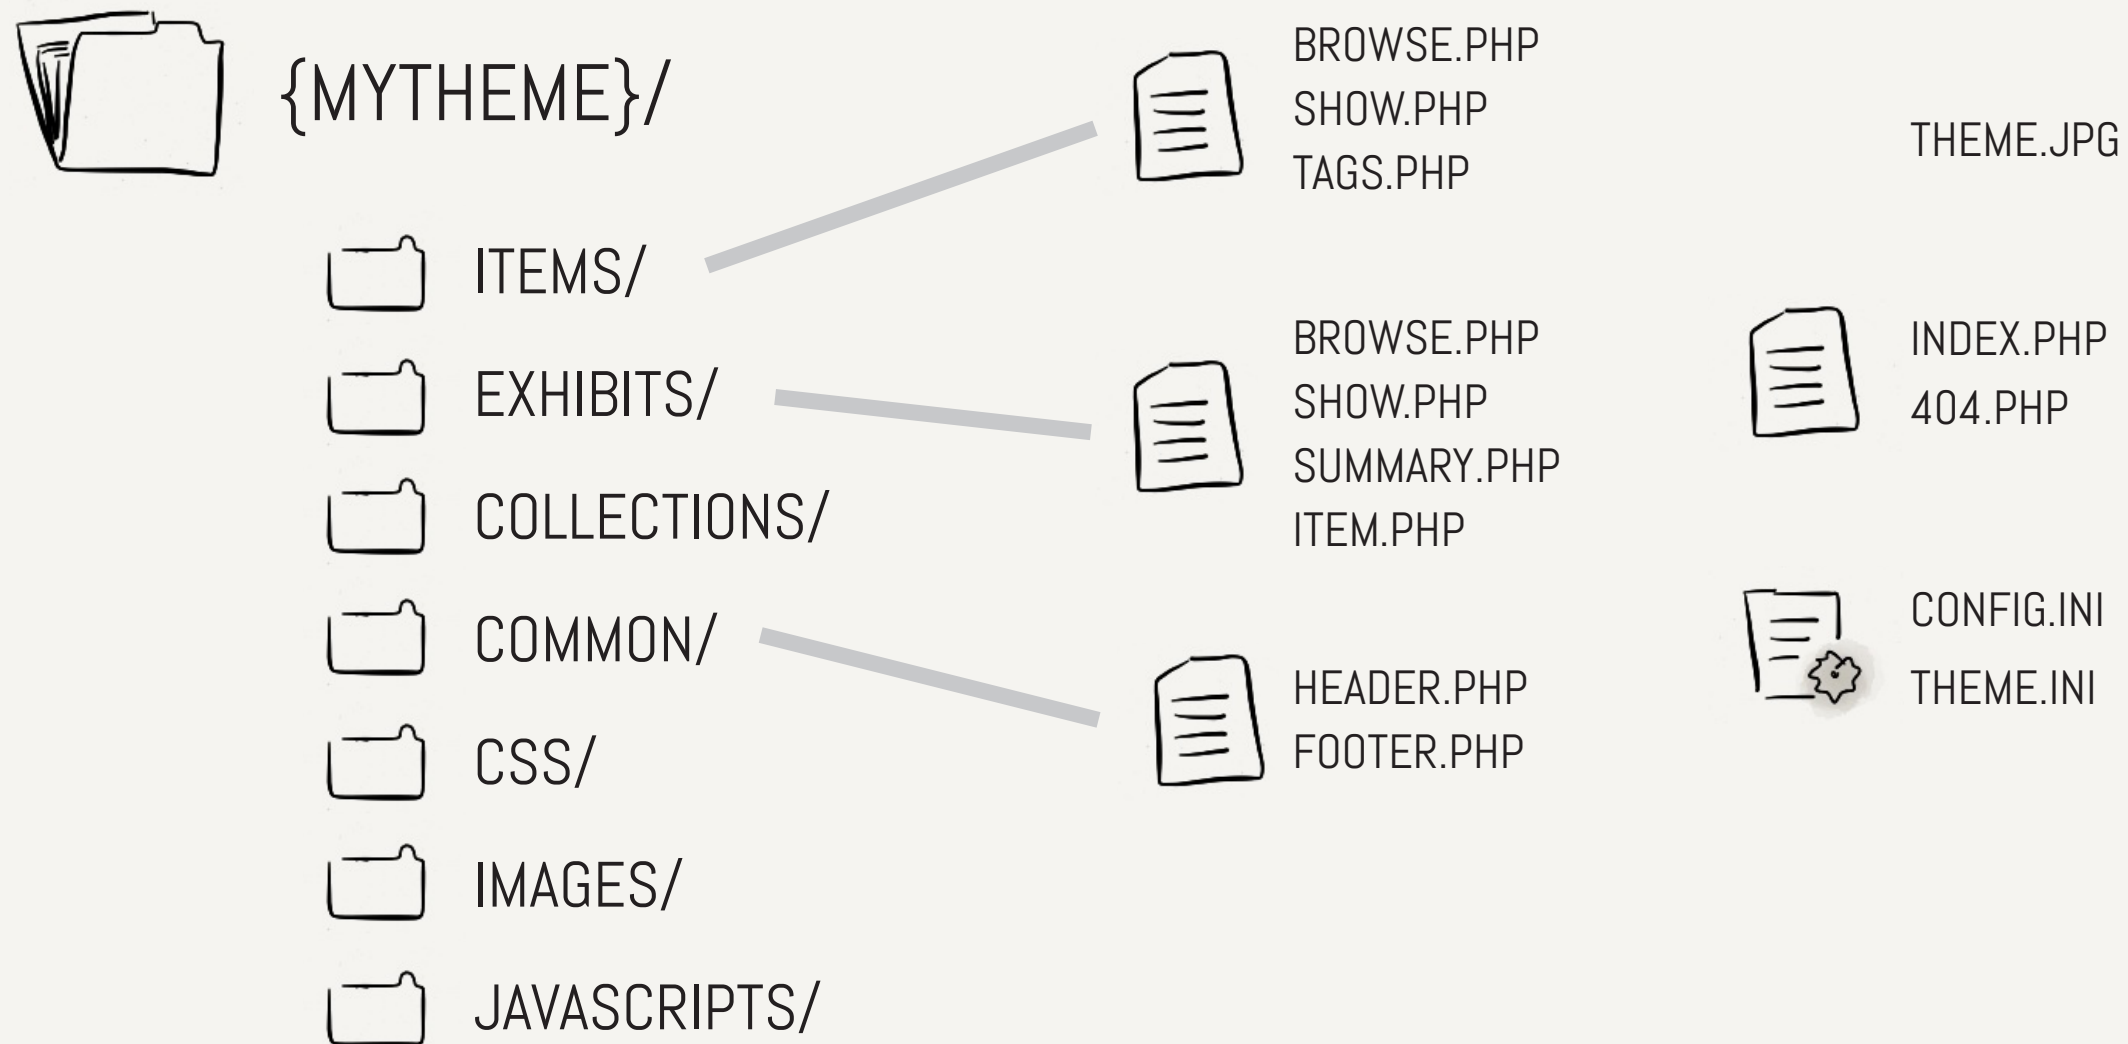 {MYTHEME}/
ITEMS/
EXHIBITS/
COLLECTIONS/
COMMON/
CSS/
IMAGES/
JAVASCRIPTS/
BROWSE.PHP
SHOW.PHP
TAGS.PHP
BROWSE.PHP
SHOW.PHP
SUMMARY.PHP
ITEM.PHP
HEADER.PHP
FOOTER.PHP
THEME.JPG
INDEX.PHP
404.PHP
CONFIG.INI
THEME.INI